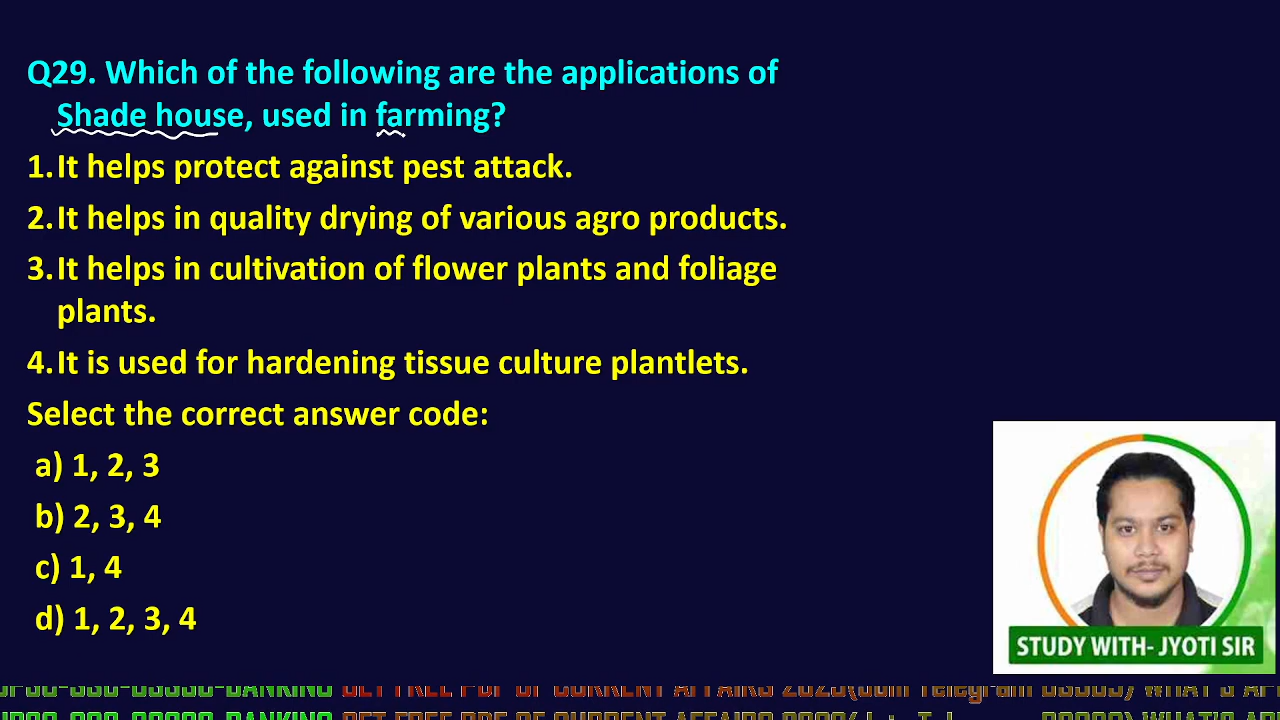 Q29. Which of the following are the applications of
Shade house, used in farming?
1. It helps protect against pest attack.
2. It helps in quality drying of various agro products.
3. It helps in cultivation of flower plants and foliage
plants.
4. It is used for hardening tissue culture plantlets.
Select the correct answer code:
a) 1, 2, 3
b) 2, 3, 4
c) 1, 4
d) 1, 2, 3, 4
STUDY WITH- JYOTI SIR